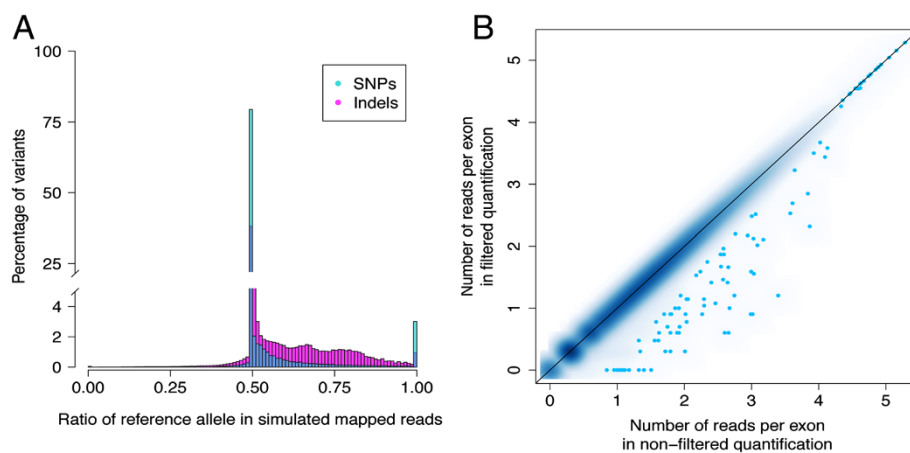 A
100
75
50
25
4
2
0
Percentage of variants
SNPs
Indels
0.00
0.25
0.50
0.75
1.00
Ratio of reference allele in simulated mapped reads
B
5
4
3
2
1
0
Number of reads per exon
in filtered quantification
0
1
2
3
4
5
Number of reads per exon
in non-filtered quantification